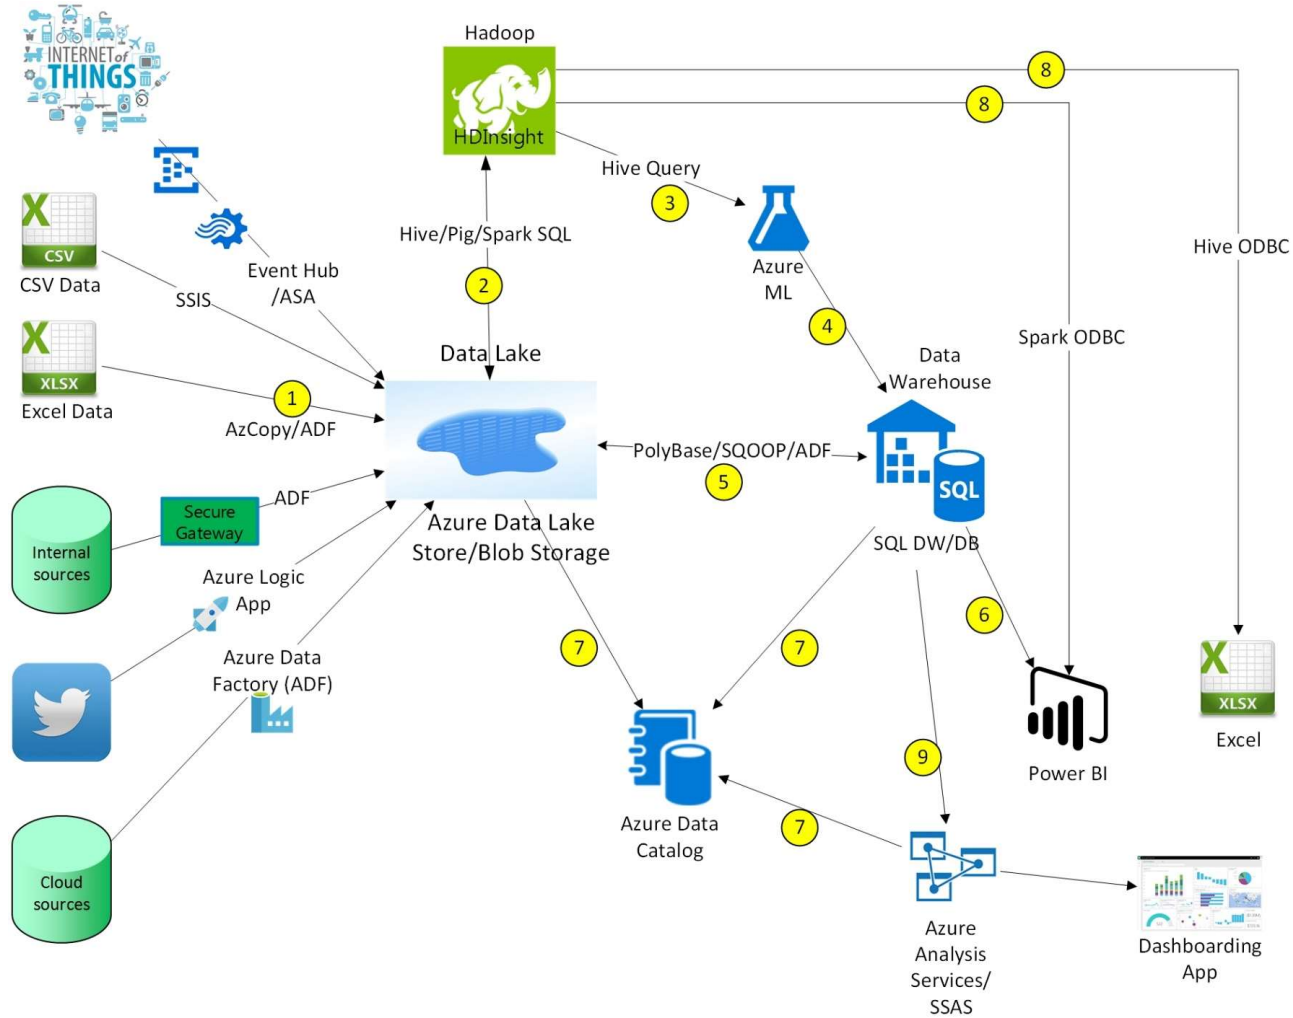 INTERNET of
THINGS
Hadoop
HDInsight
8
8
Hive Query
3
CSV
CSV Data
Hive/Pig/Spark SQL
Hive ODBC
Event Hub
/ASA
SSIS
2
Azure
ML
4
Spark ODBC
Data Lake
Data
Warehouse
XLSX
Excel Data
1
AzCopy/ADF
PolyBase/SQOOP/ADF
5
SQL
ADF
Secure
Gateway
Azure Data Lake
Store/Blob Storage
SQL DW/DB
Internal
sources
Azure Logic
App
6
7
7
Azure Data
Factory (ADF)
XLSX
Excel
9
Power BI
Azure Data
Catalog
7
Cloud
sources
Azure
Analysis
Services/
SSAS
Dashboarding
App